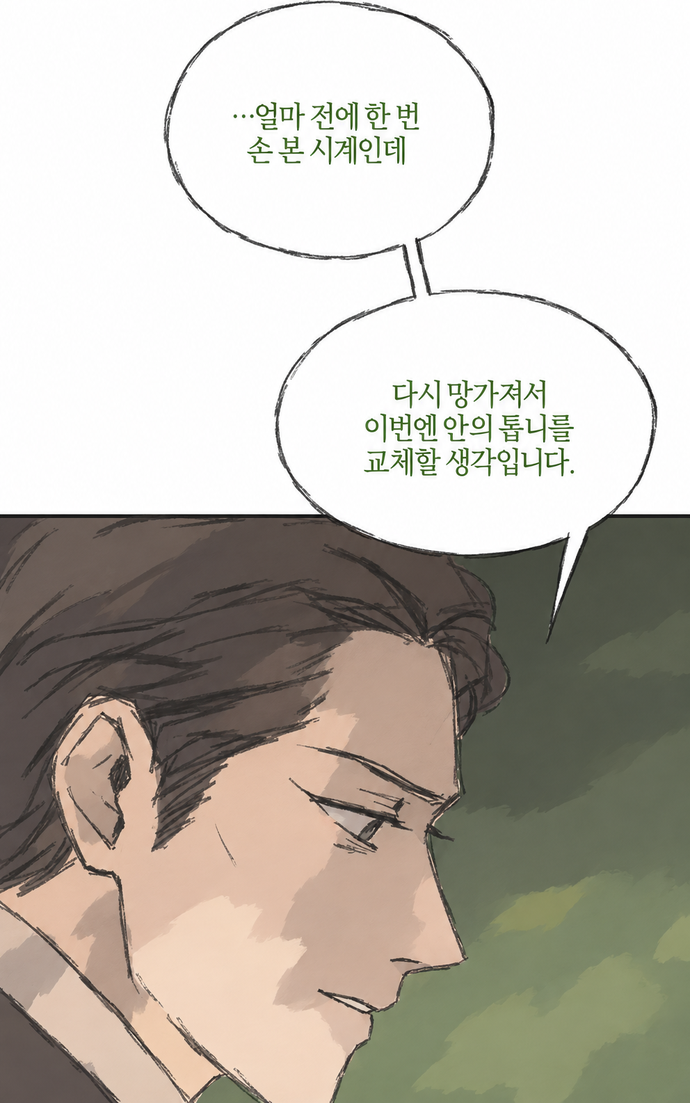 …얼마 전에 한 번
손 본 시계인데
다시 망가져서
이번엔 안의 톱니를
교체할 생각입니다.